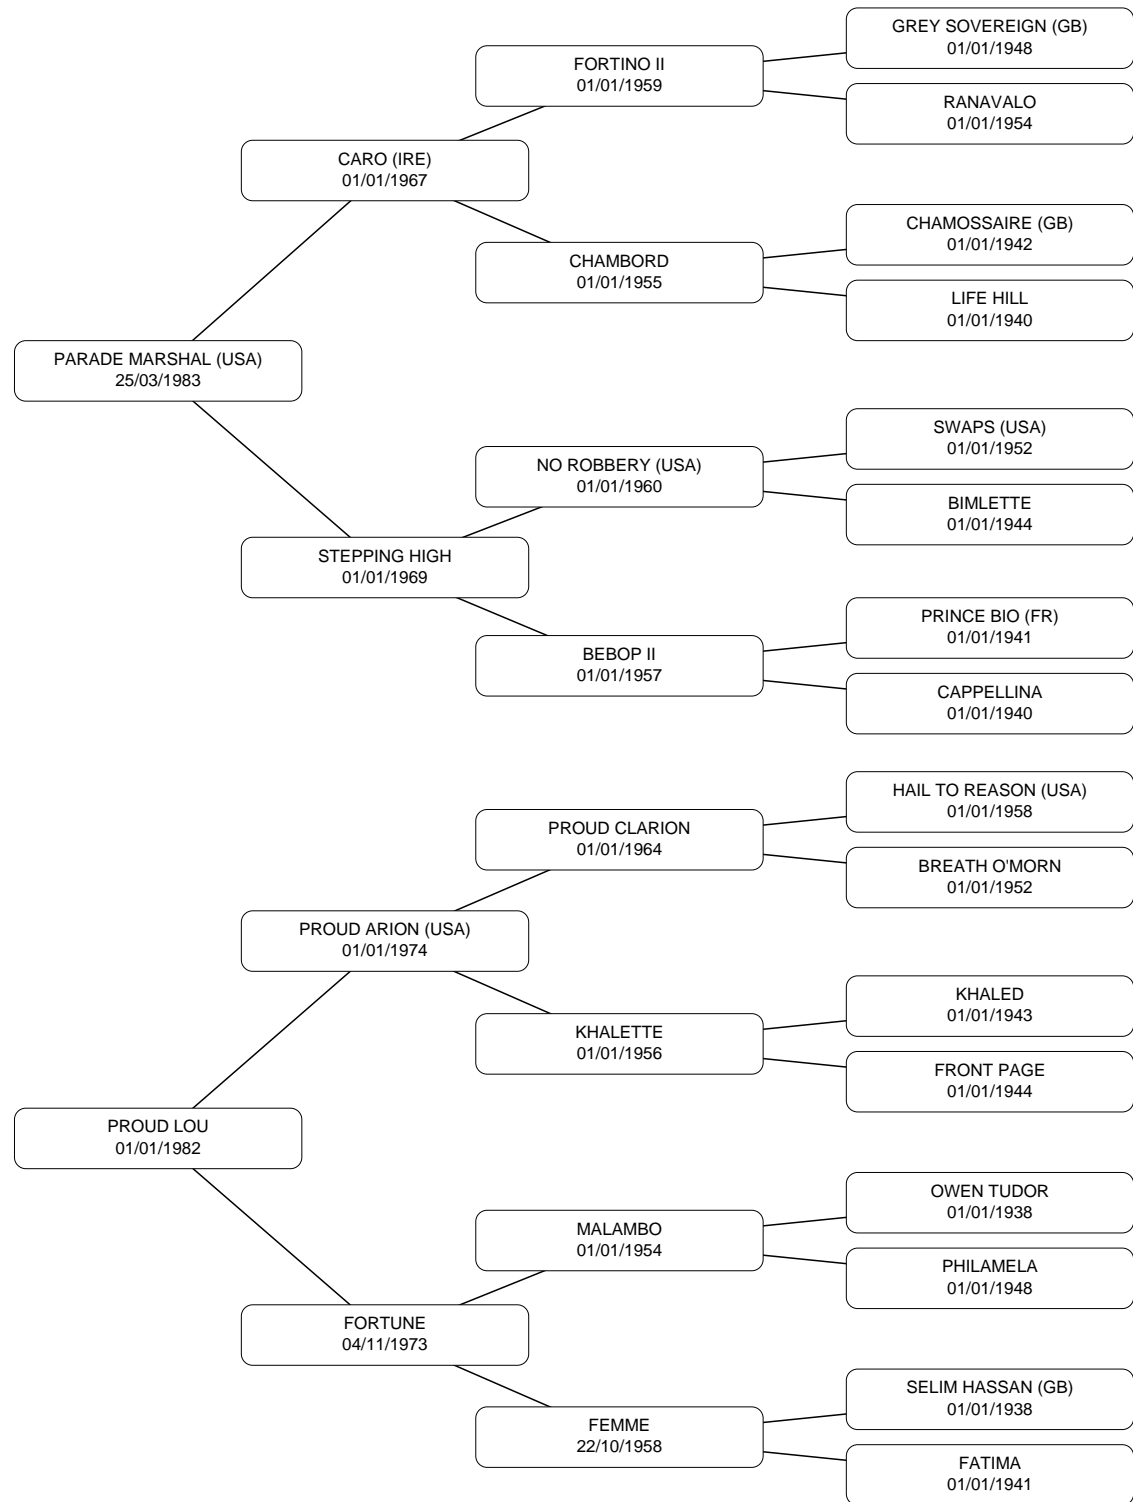 GREY SOVEREIGN (GB)
01/01/1948
FORTINO II
01/01/1959
RANAVALO
01/01/1954
CARO (IRE)
01/01/1967
CHAMOSSAIRE (GB)
01/01/1942
CHAMBORD
01/01/1955
LIFE HILL
01/01/1940
PARADE MARSHAL (USA)
25/03/1983
SWAPS (USA)
01/01/1952
NO ROBBERY (USA)
01/01/1960
BIMLETTE
01/01/1944
STEPPING HIGH
01/01/1969
PRINCE BIO (FR)
01/01/1941
BEBOP II
01/01/1957
CAPPELLINA
01/01/1940
HAIL TO REASON (USA)
01/01/1958
PROUD CLARION
01/01/1964
BREATH O'MORN
01/01/1952
PROUD ARION (USA)
01/01/1974
KHALED
01/01/1943
KHALETTE
01/01/1956
FRONT PAGE
01/01/1944
PROUD LOU
01/01/1982
OWEN TUDOR
01/01/1938
MALAMBO
01/01/1954
PHILAMELA
01/01/1948
FORTUNE
04/11/1973
SELIM HASSAN (GB)
01/01/1938
FEMME
22/10/1958
FATIMA
01/01/1941